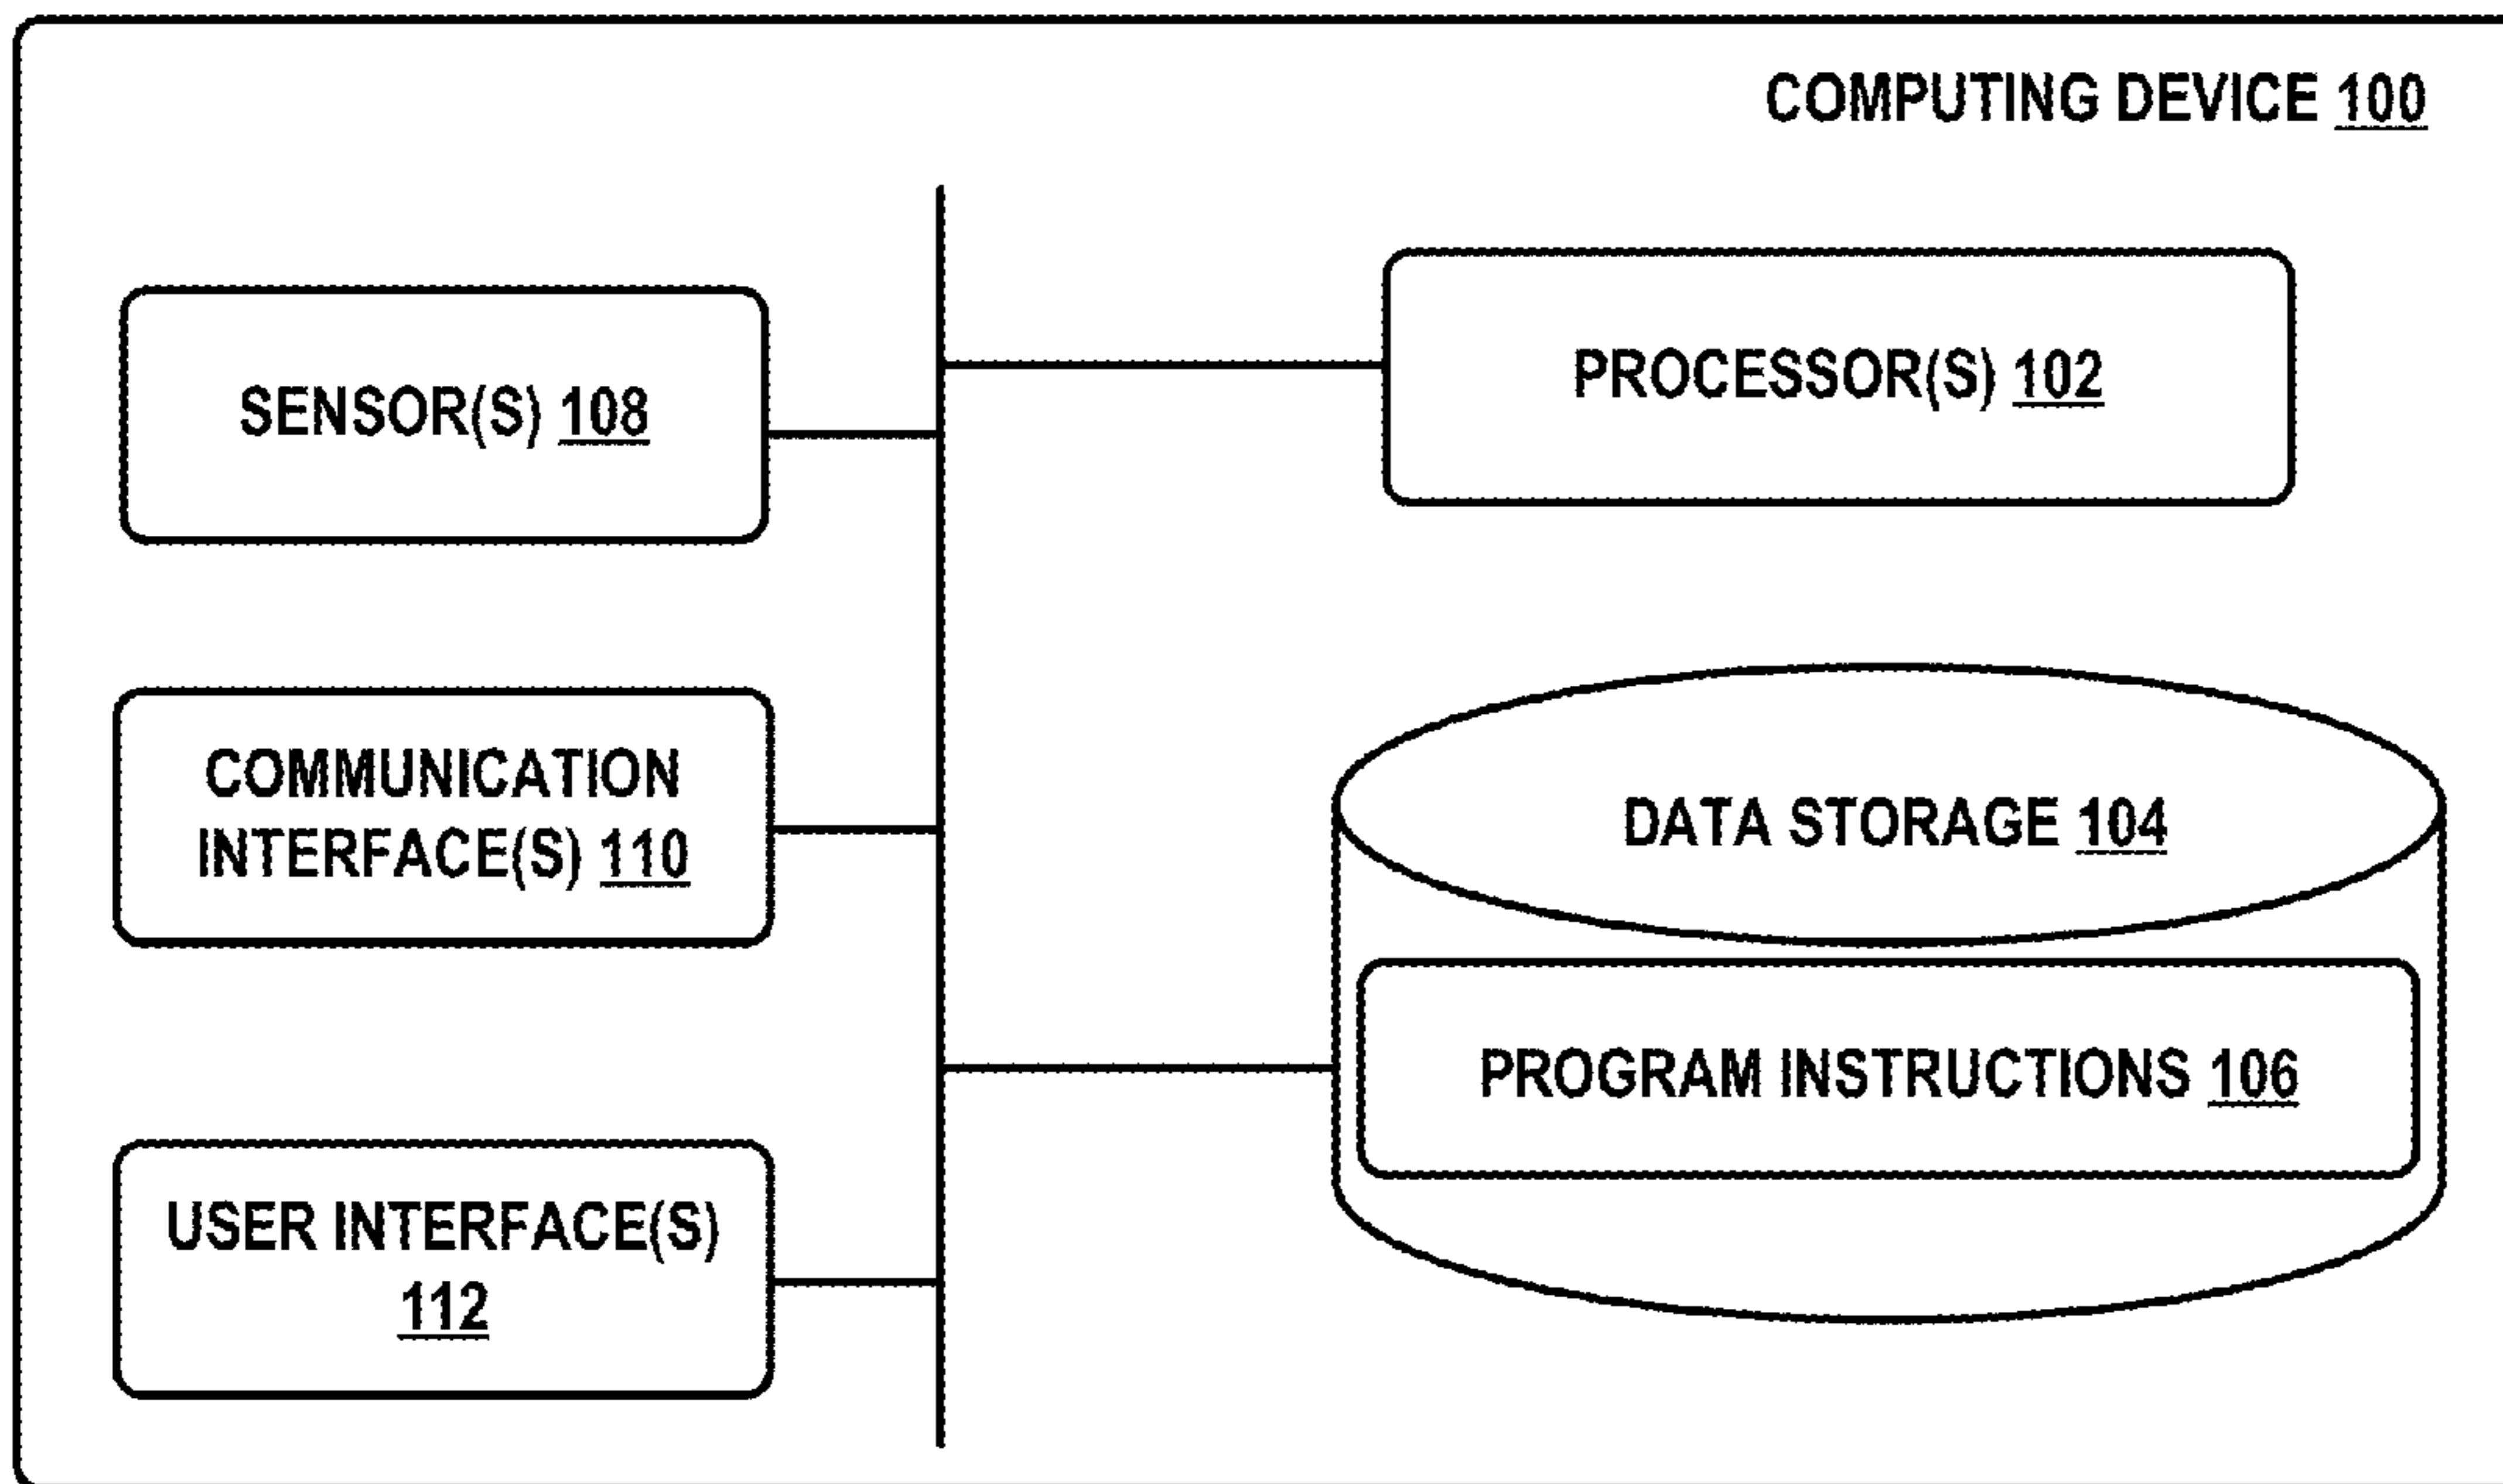 COMPUTING DEVICE 100
SENSOR(S) 108
PROCESSOR(S) 102
COMMUNICATION
INTERFACE(S) 110
DATA STORAGE 104
PROGRAM INSTRUCTIONS 106
USER INTERFACE(S)
112